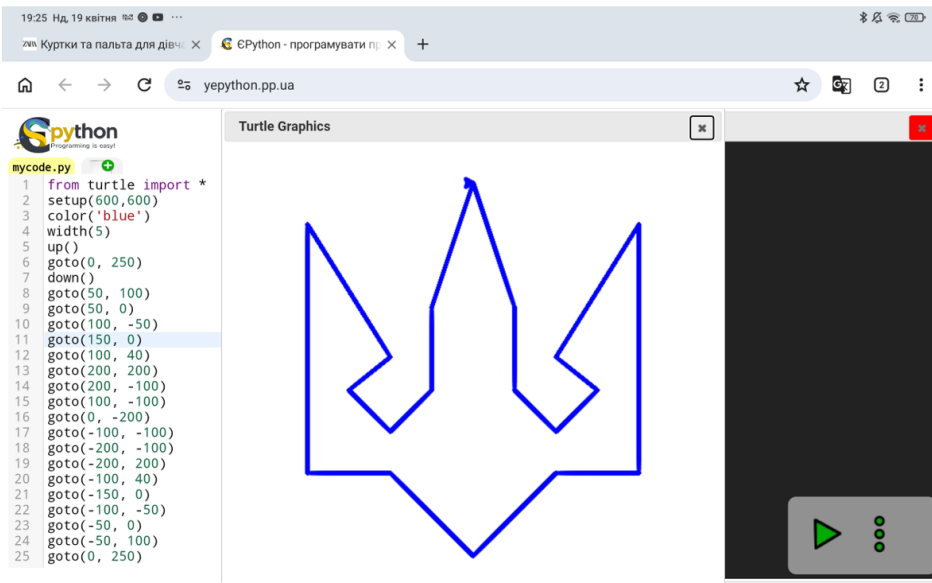 19:25 Нд, 19 квітня
ZARA Куртки та пальта для дівча
ЄPython - програмувати пр
yepython.pp.ua
2
70
python
Programming is easy!
Turtle Graphics
mycode.py
1 from turtle import *
2 setup(600,600)
3 color('blue')
4 width(5)
5 up()
6 goto(0, 250)
7 down()
8 goto(50, 100)
9 goto(50, 0)
10 goto(100, -50)
11 goto(150, 0)
12 goto(100, 40)
13 goto(200, 200)
14 goto(200, -100)
15 goto(100, -100)
16 goto(0, -200)
17 goto(-100, -100)
18 goto(-200, -100)
19 goto(-200, 200)
20 goto(-100, 40)
21 goto(-150, 0)
22 goto(-100, -50)
23 goto(-50, 0)
24 goto(-50, 100)
25 goto(0, 250)